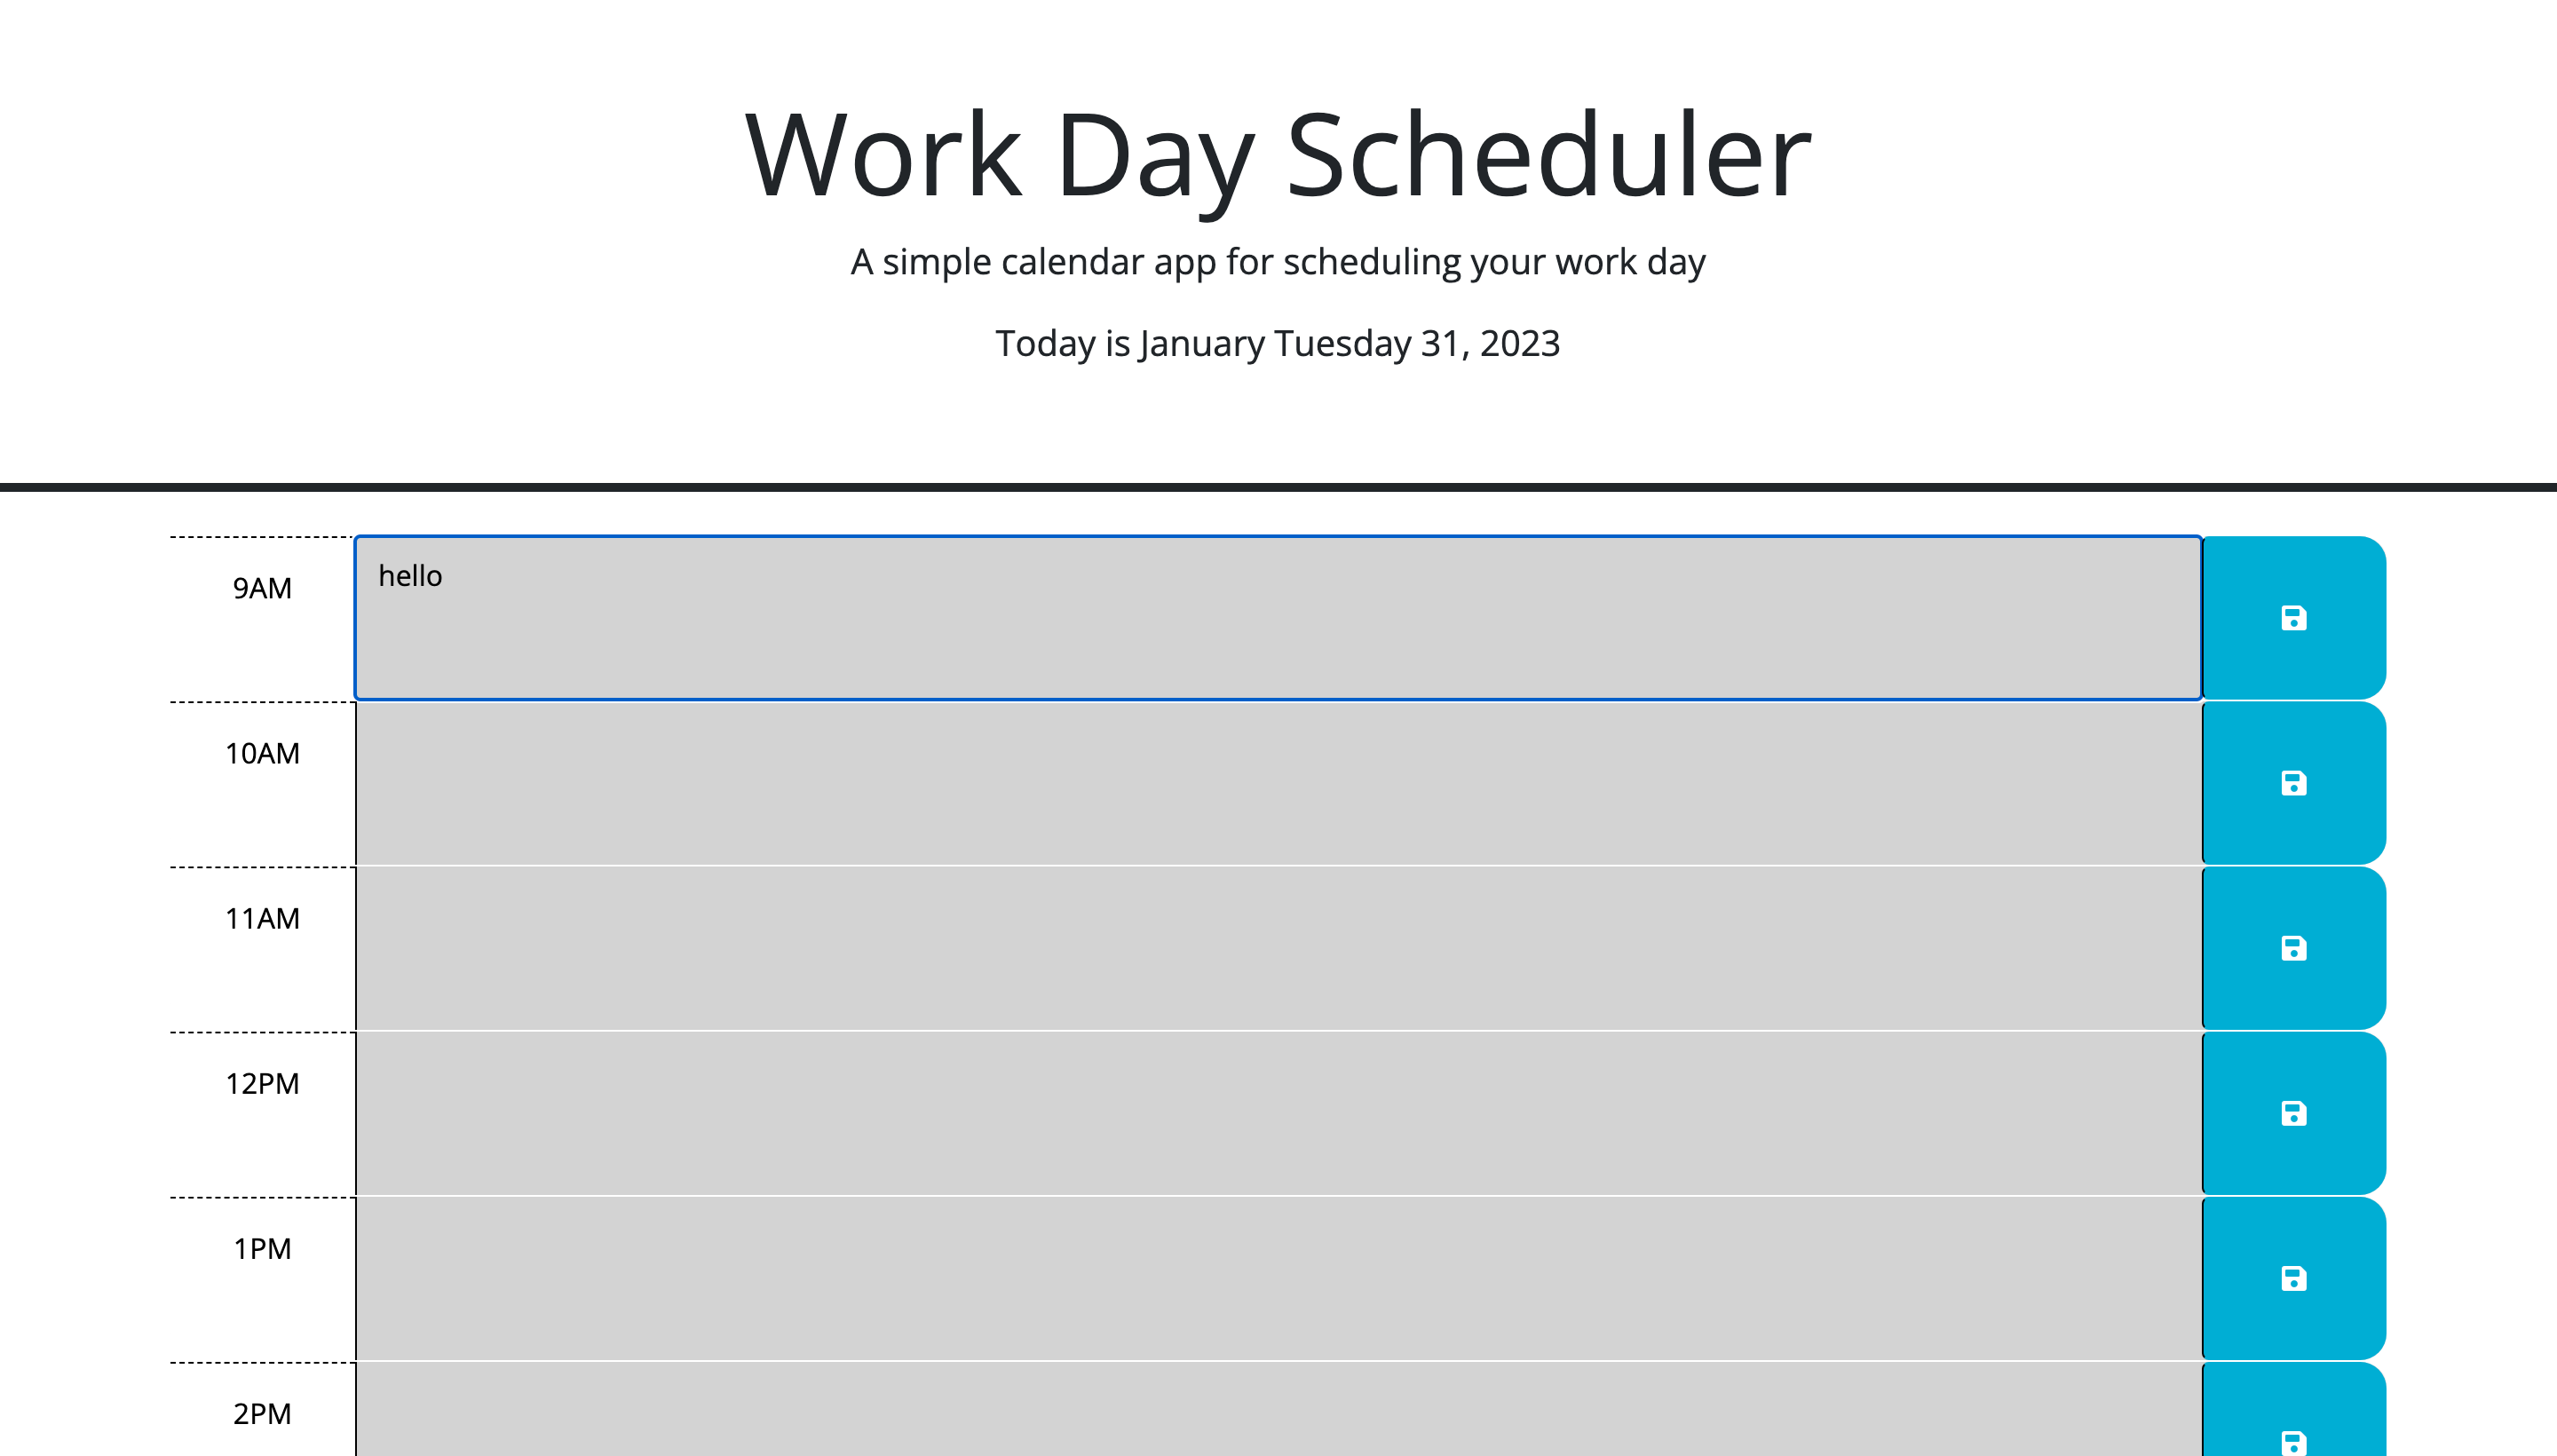 Work Day Scheduler
A simple calendar app for scheduling your work day
Today is January Tuesday 31, 2023
9AM
hello
10AM
11AM
12PM
1PM
2PM